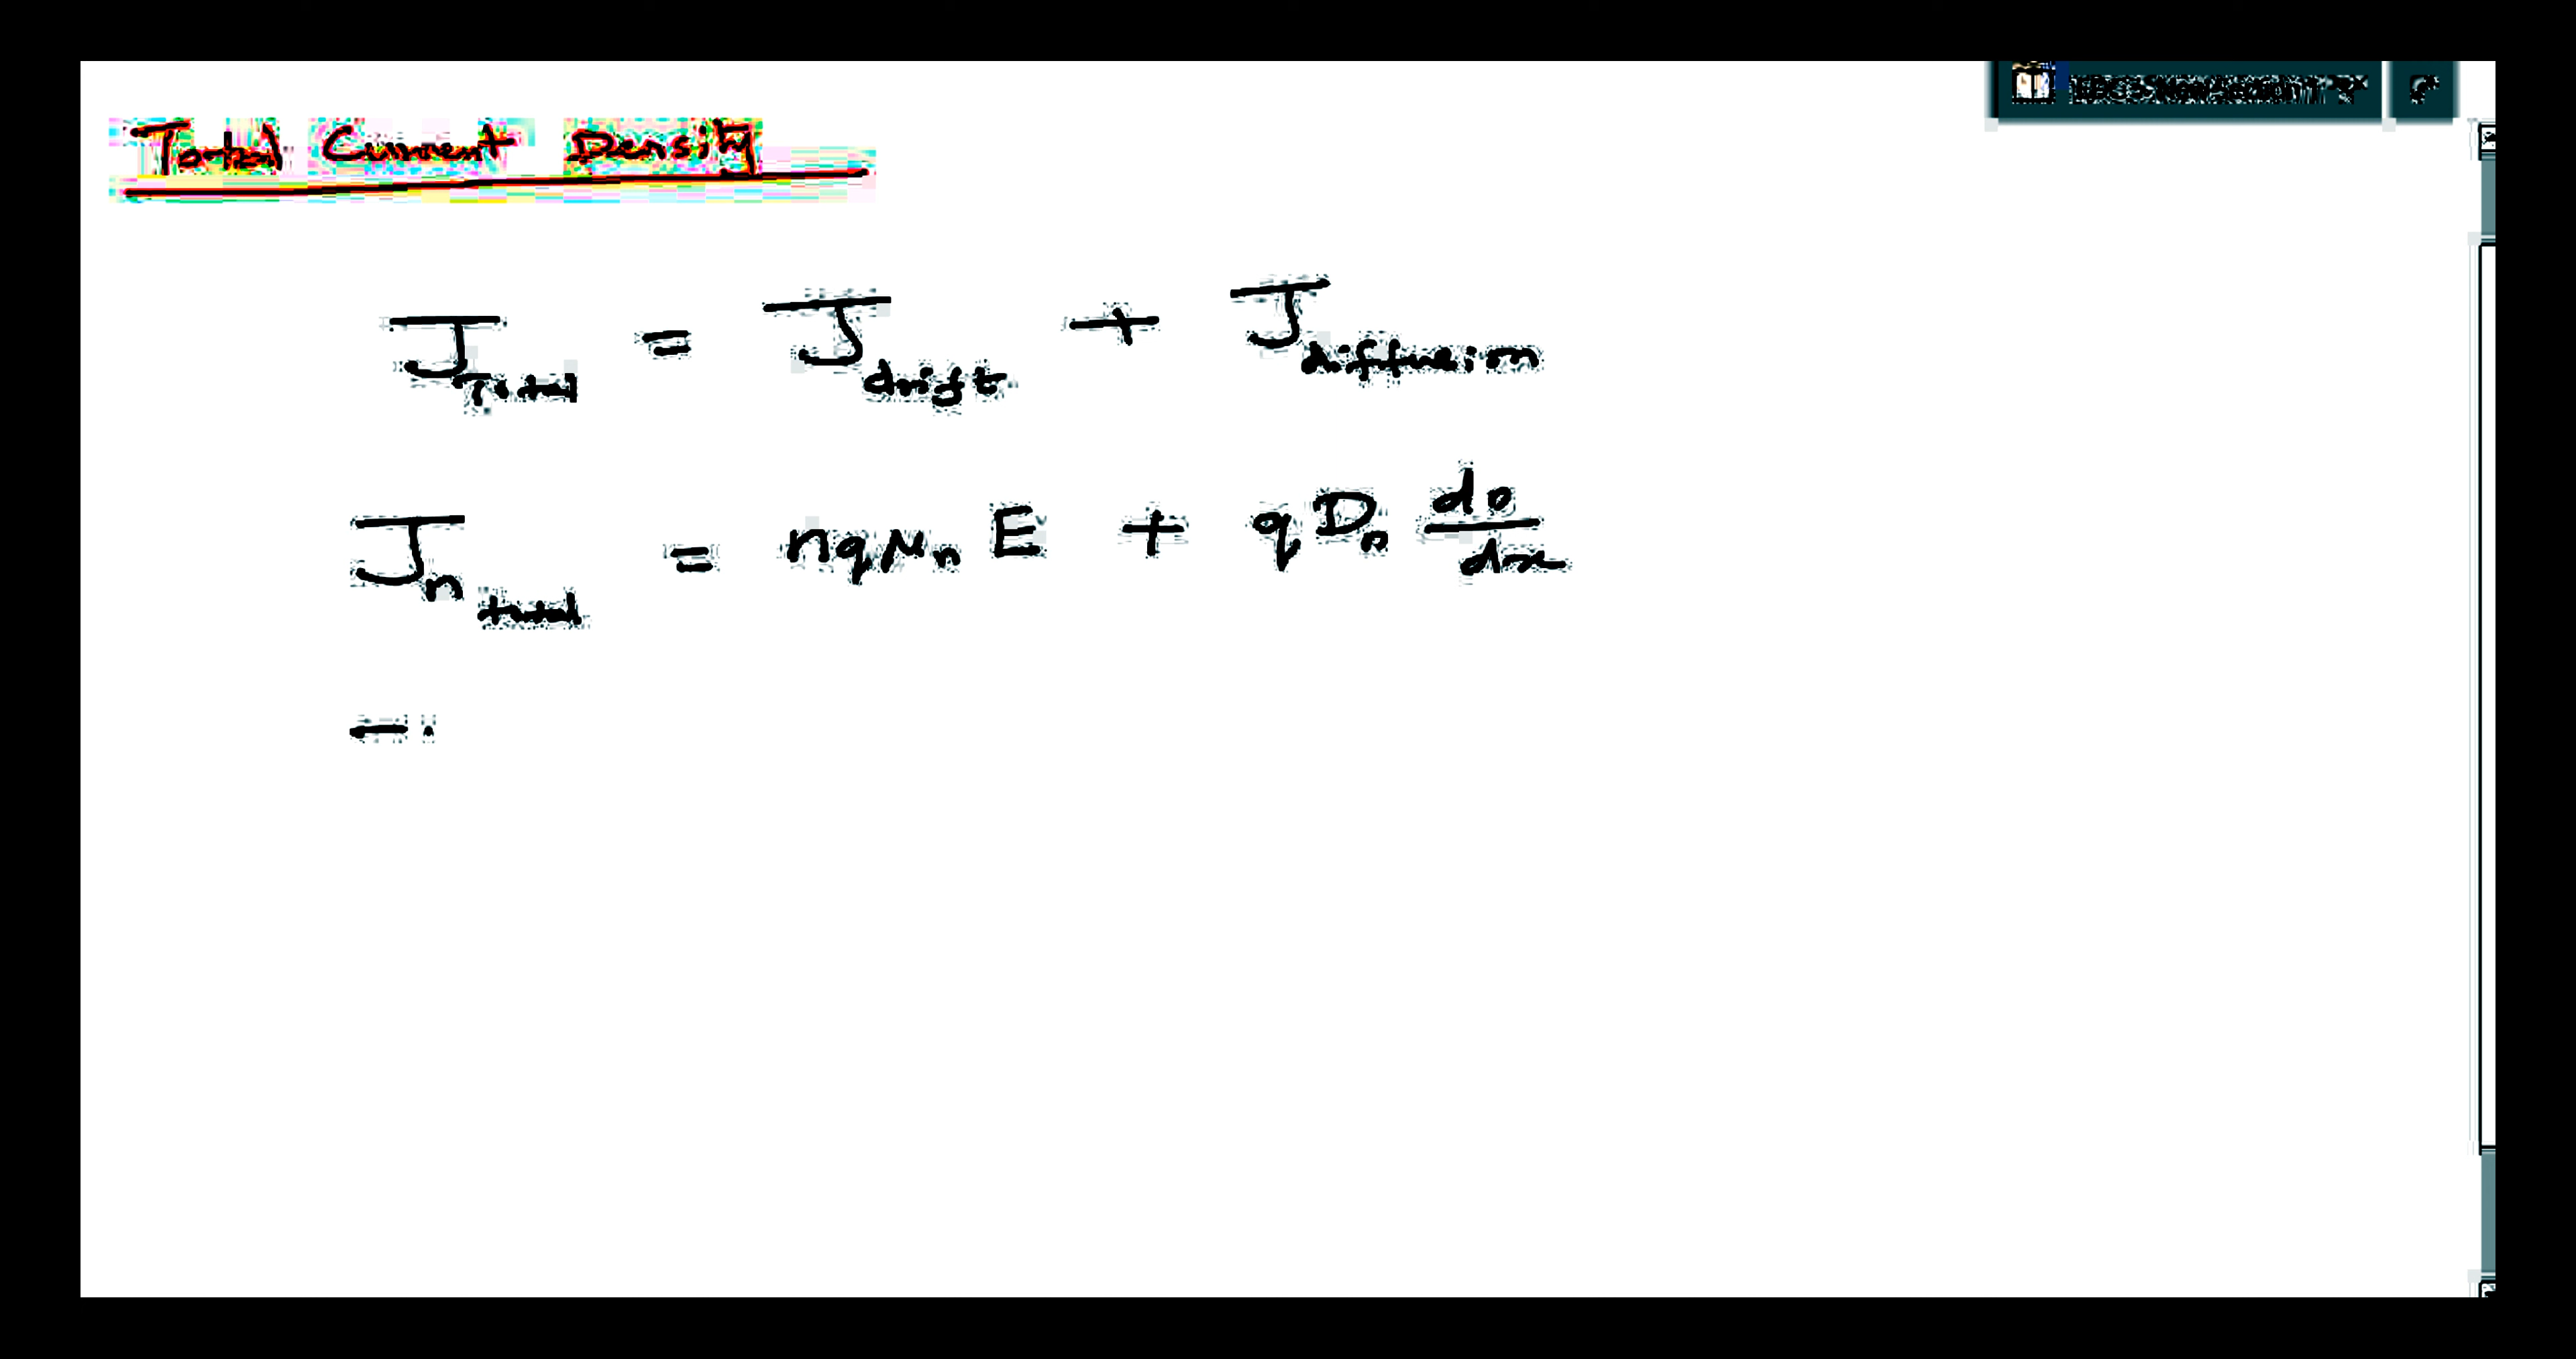 Total Current Density
J_Total = J_drift + J_diffusion
J_n total = nqμ_n E + qD_n dn/dx